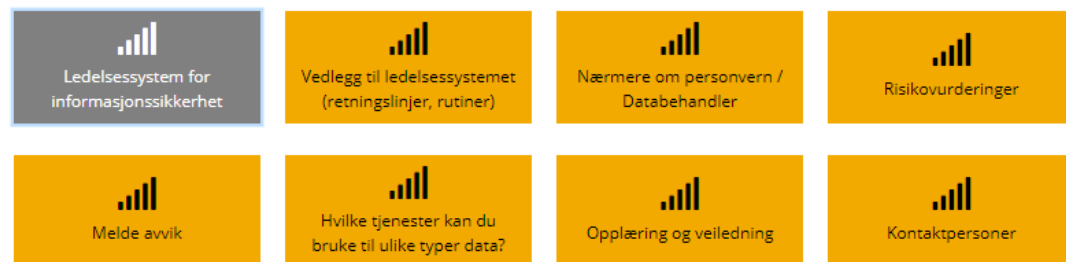 Ledelsessystem for
informasjonssikkerhet
Vedlegg til ledelsessystemet
(retningslinjer, rutiner)
Nærmere om personvern /
Databehandler
Risikovurderinger
Melde avvik
Hvilke tjenester kan du
bruke til ulike typer data?
Opplæring og veiledning
Kontaktpersoner